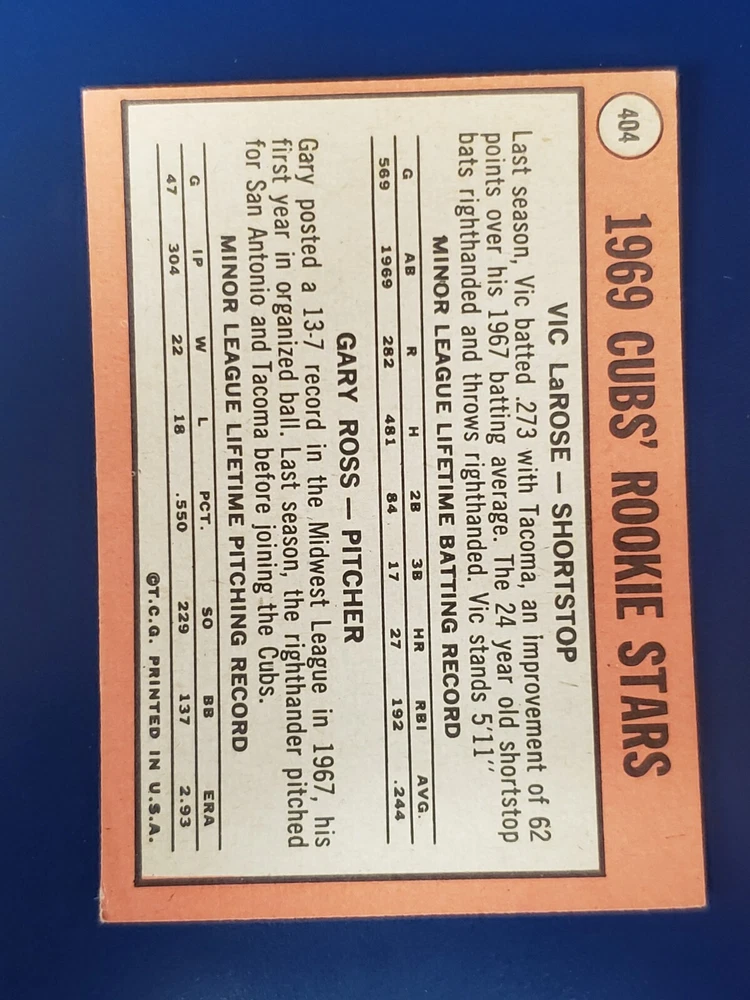 404
1969 CUBS' ROOKIE STARS
VIC LaROSE — SHORTSTOP
Last season, Vic batted .273 with Tacoma, an improvement of 62
points over his 1967 batting average. The 24 year old shortstop
bats righthanded and throws righthanded. Vic stands 5'11"
MINOR LEAGUE LIFETIME BATTING RECORD
G AB R H 2B 3B HR RBI AVG.
569 1969 282 481 84 17 27 192 .244
GARY ROSS — PITCHER
Gary posted a 13-7 record in the Midwest League in 1967, his
first year in organized ball. Last season, the righthander pitched
for San Antonio and Tacoma before joining the Cubs.
MINOR LEAGUE LIFETIME PITCHING RECORD
G IP W L PCT. SO BB ERA
47 304 22 18 .550 229 137 2.93
©T.C.G. PRINTED IN U.S.A.